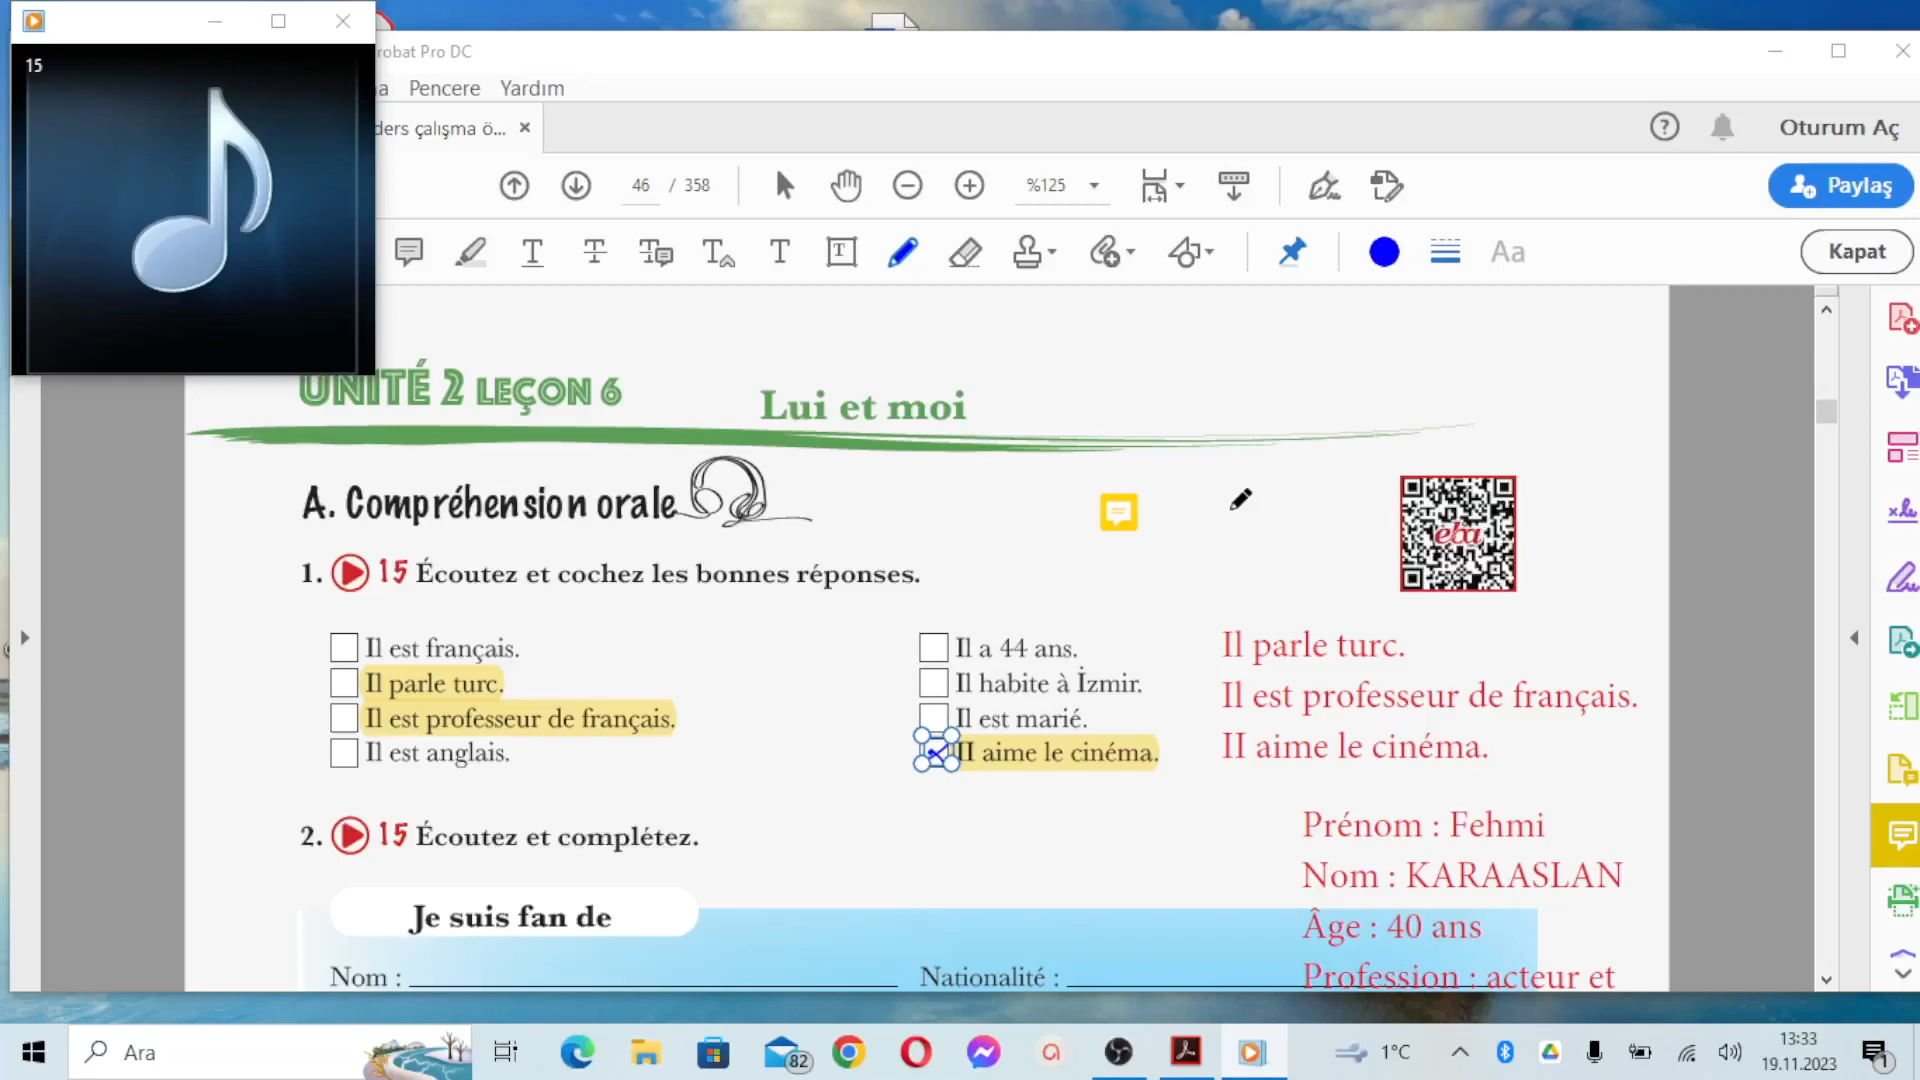 15
robat Pro DC
a Pencere Yardım
ders çalışma ö...
Oturum Aç
46 / 358
%125
Paylaş
Aa
Kapat
UNITÉ 2 LEÇON 6
Lui et moi
A. Compréhension orale
eba
1. 15 Écoutez et cochez les bonnes réponses.
Il est français.
Il parle turc.
Il est professeur de français.
Il est anglais.
Il a 44 ans.
Il habite à İzmir.
Il est marié.
II aime le cinéma.
Il parle turc.
Il est professeur de français.
II aime le cinéma.
2. 15 Écoutez et complétez.
Prénom : Fehmi
Nom : KARAASLAN
Âge : 40 ans
Profession : acteur et
Je suis fan de
Nom :
Nationalité :
Ara
82
1°C
13:33
19.11.2023
1